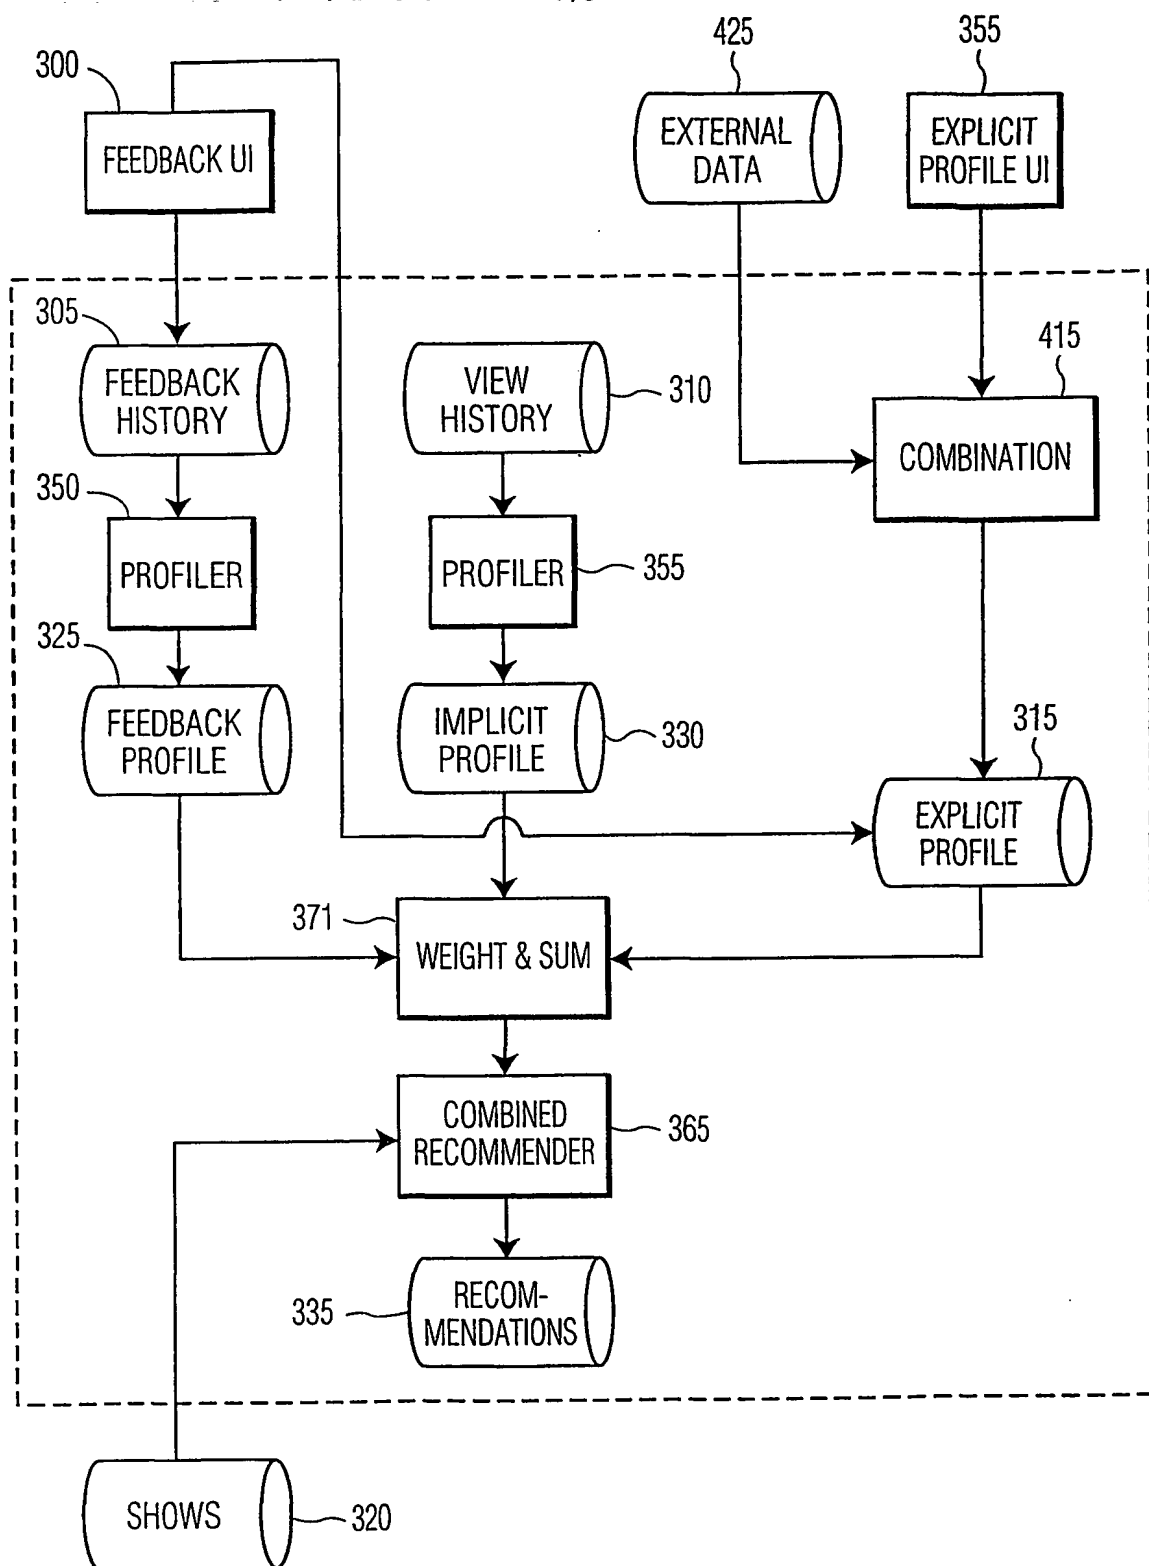 425
355
300
EXTERNAL
DATA
EXPLICIT
PROFILE UI
FEEDBACK UI
305
415
FEEDBACK
HISTORY
VIEW
HISTORY
310
COMBINATION
350
PROFILER
PROFILER
355
325
FEEDBACK
PROFILE
IMPLICIT
PROFILE
330
315
EXPLICIT
PROFILE
371
WEIGHT & SUM
COMBINED
RECOMMENDER
365
335
RECOM-
MENDATIONS
SHOWS
320